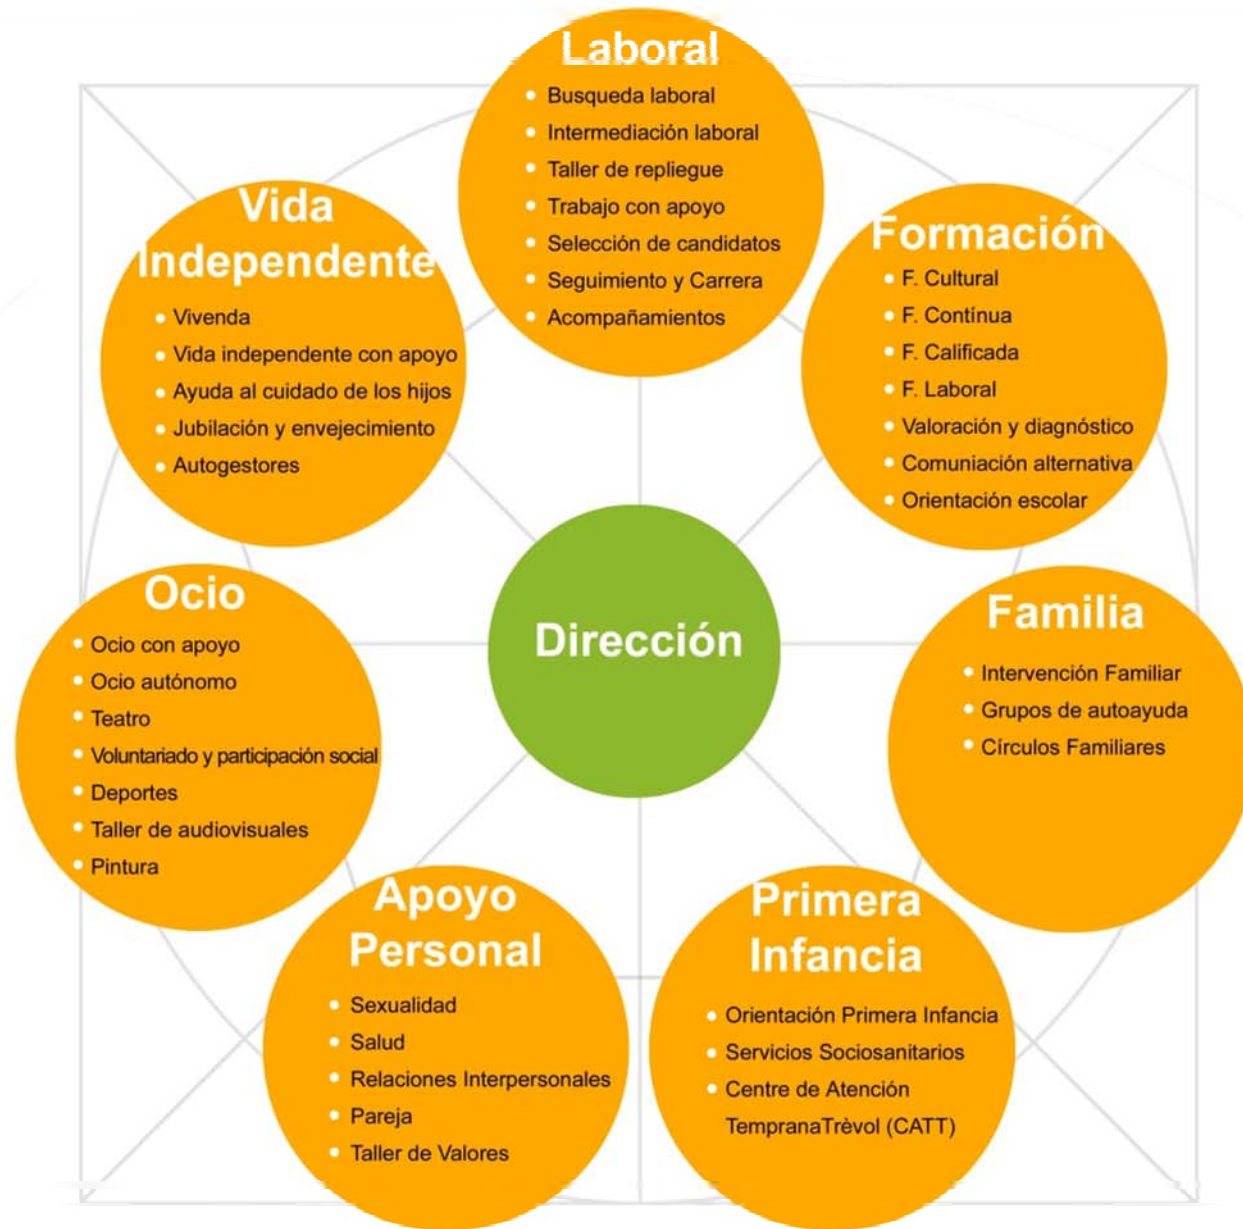 Laboral
Busqueda laboral
Intermediación laboral
Taller de repliegue
Trabajo con apoyo
Selección de candidatos
Seguimiento y Carrera
Acompañamientos
Vida
Independente
Vivenda
Vida independente con apoyo
Ayuda al cuidado de los hijos
Jubilación y envejecimiento
Autogestores
Formación
F. Cultural
F. Contínua
F. Calificada
F. Laboral
Valoración y diagnóstico
Comuniación alternativa
Orientación escolar
Ocio
Ocio con apoyo
Ocio autónomo
Teatro
Voluntariado y participación social
Deportes
Taller de audiovisuales
Pintura
Dirección
Familia
Intervención Familiar
Grupos de autoayuda
Círculos Familiares
Apoyo
Personal
Sexualidad
Salud
Relaciones Interpersonales
Pareja
Taller de Valores
Primera
Infancia
Orientación Primera Infancia
Servicios Sociosanitarios
Centre de Atención
TempranaTrèvol (CATT)